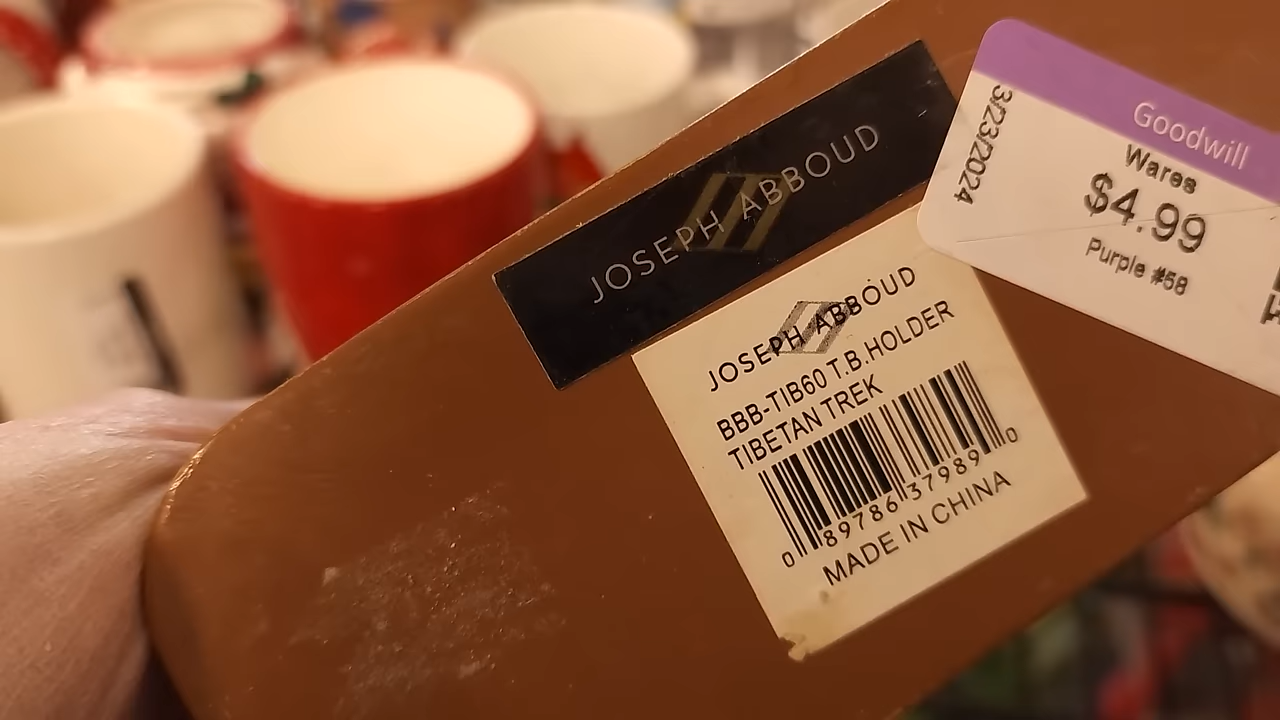 JOSEPH ABBOUD
JOSEPH ABBOUD
BBB-TIB60 T.B.HOLDER
TIBETAN TREK
0 89786 37989 0
MADE IN CHINA
Goodwill
Wares
$4.99
Purple #58
3/23/2024